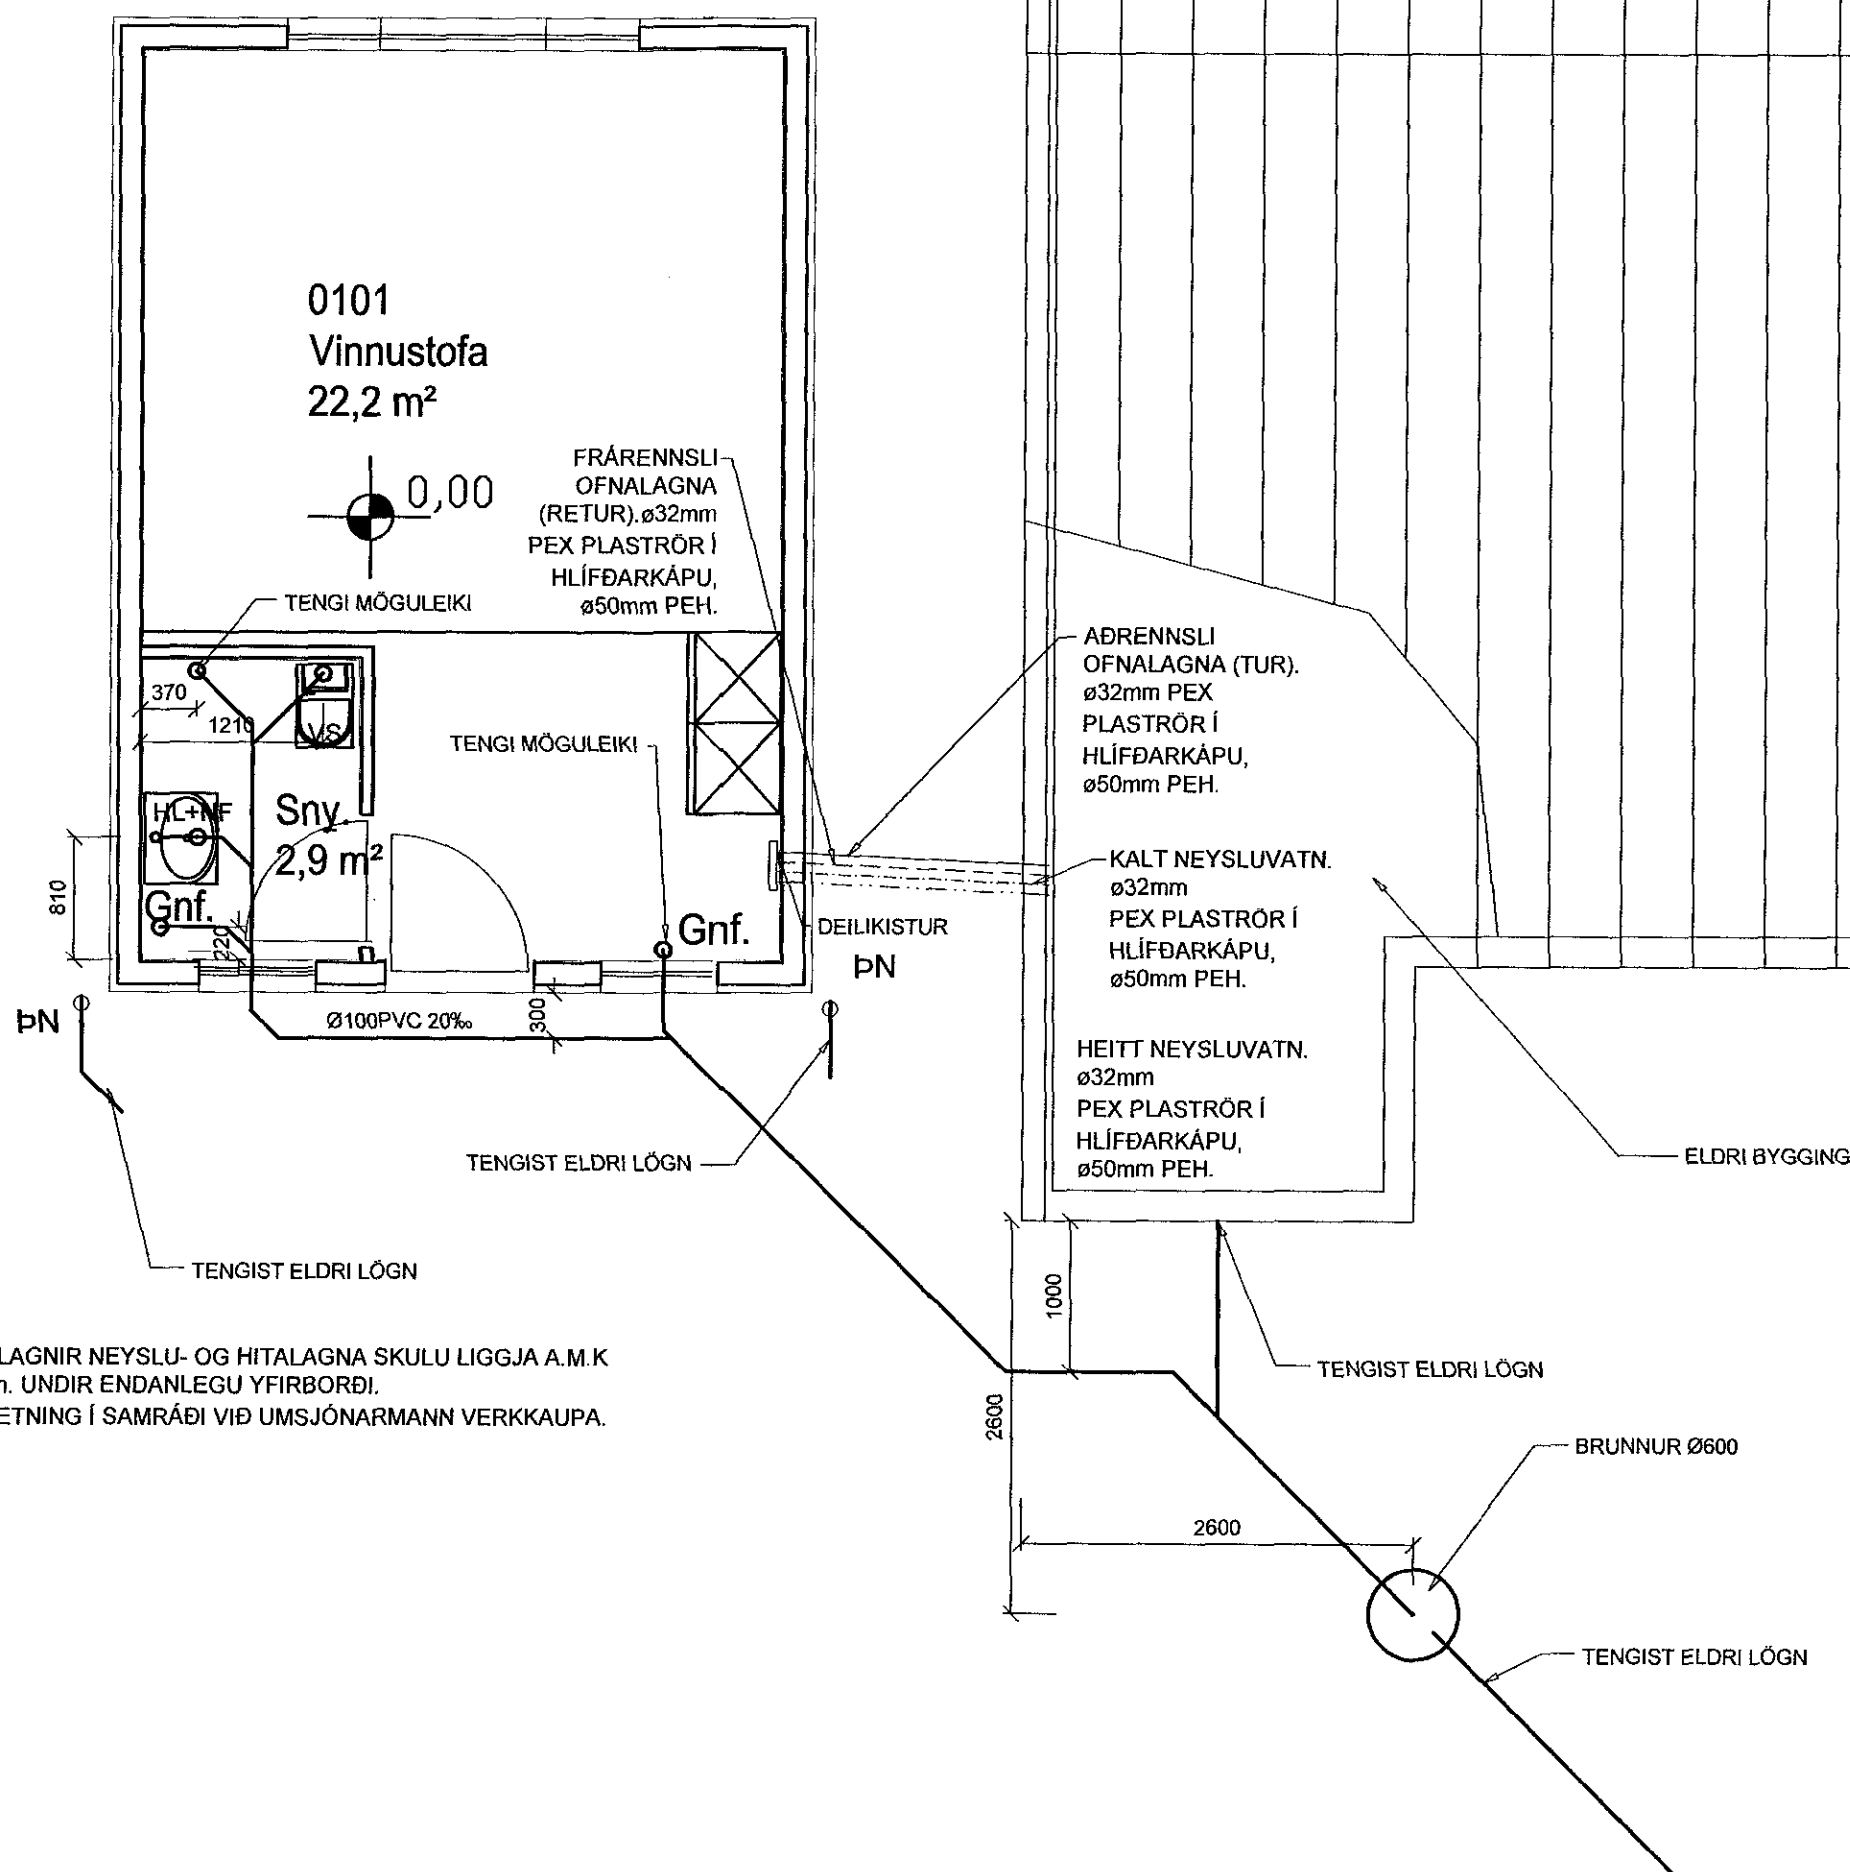 0101
Vinnustofa
22,2 m²
0,00
FRÁRENNSLI
OFNALAGNA
(RETUR).ø32mm
PEX PLASTRÖR Í
HLÍFÐARKÁPU,
ø50mm PEH.
TENGI MÖGULEIKI
370
1210
VS
TENGI MÖGULEIKI
HL+NF
Sny
2,9 m²
810
Gnf.
220
Gnf.
DEILIKISTUR
ÞN
ÞN
Ø100PVC 20‰
300
AÐRENNSLI
OFNALAGNA (TUR).
ø32mm PEX
PLASTRÖR Í
HLÍFÐARKÁPU,
ø50mm PEH.
KALT NEYSLUVATN.
ø32mm
PEX PLASTRÖR Í
HLÍFÐARKÁPU,
ø50mm PEH.
HEITT NEYSLUVATN.
ø32mm
PEX PLASTRÖR Í
HLÍFÐARKÁPU,
ø50mm PEH.
ELDRI BYGGING
TENGIST ELDRI LÖGN
TENGIST ELDRI LÖGN
LAGNIR NEYSLU- OG HITALAGNA SKULU LIGGJA A.M.K
UNDIR ENDANLEGU YFIRBORÐI.
ETNING Í SAMRÁÐI VIÐ UMSJÓNARMANN VERKKAUPA.
1000
2600
TENGIST ELDRI LÖGN
BRUNNUR Ø600
2600
TENGIST ELDRI LÖGN